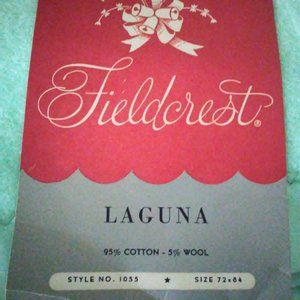 Fieldcrest®
LAGUNA
95% COTTON - 5% WOOL
STYLE NO. 1055 ★ SIZE 72x84